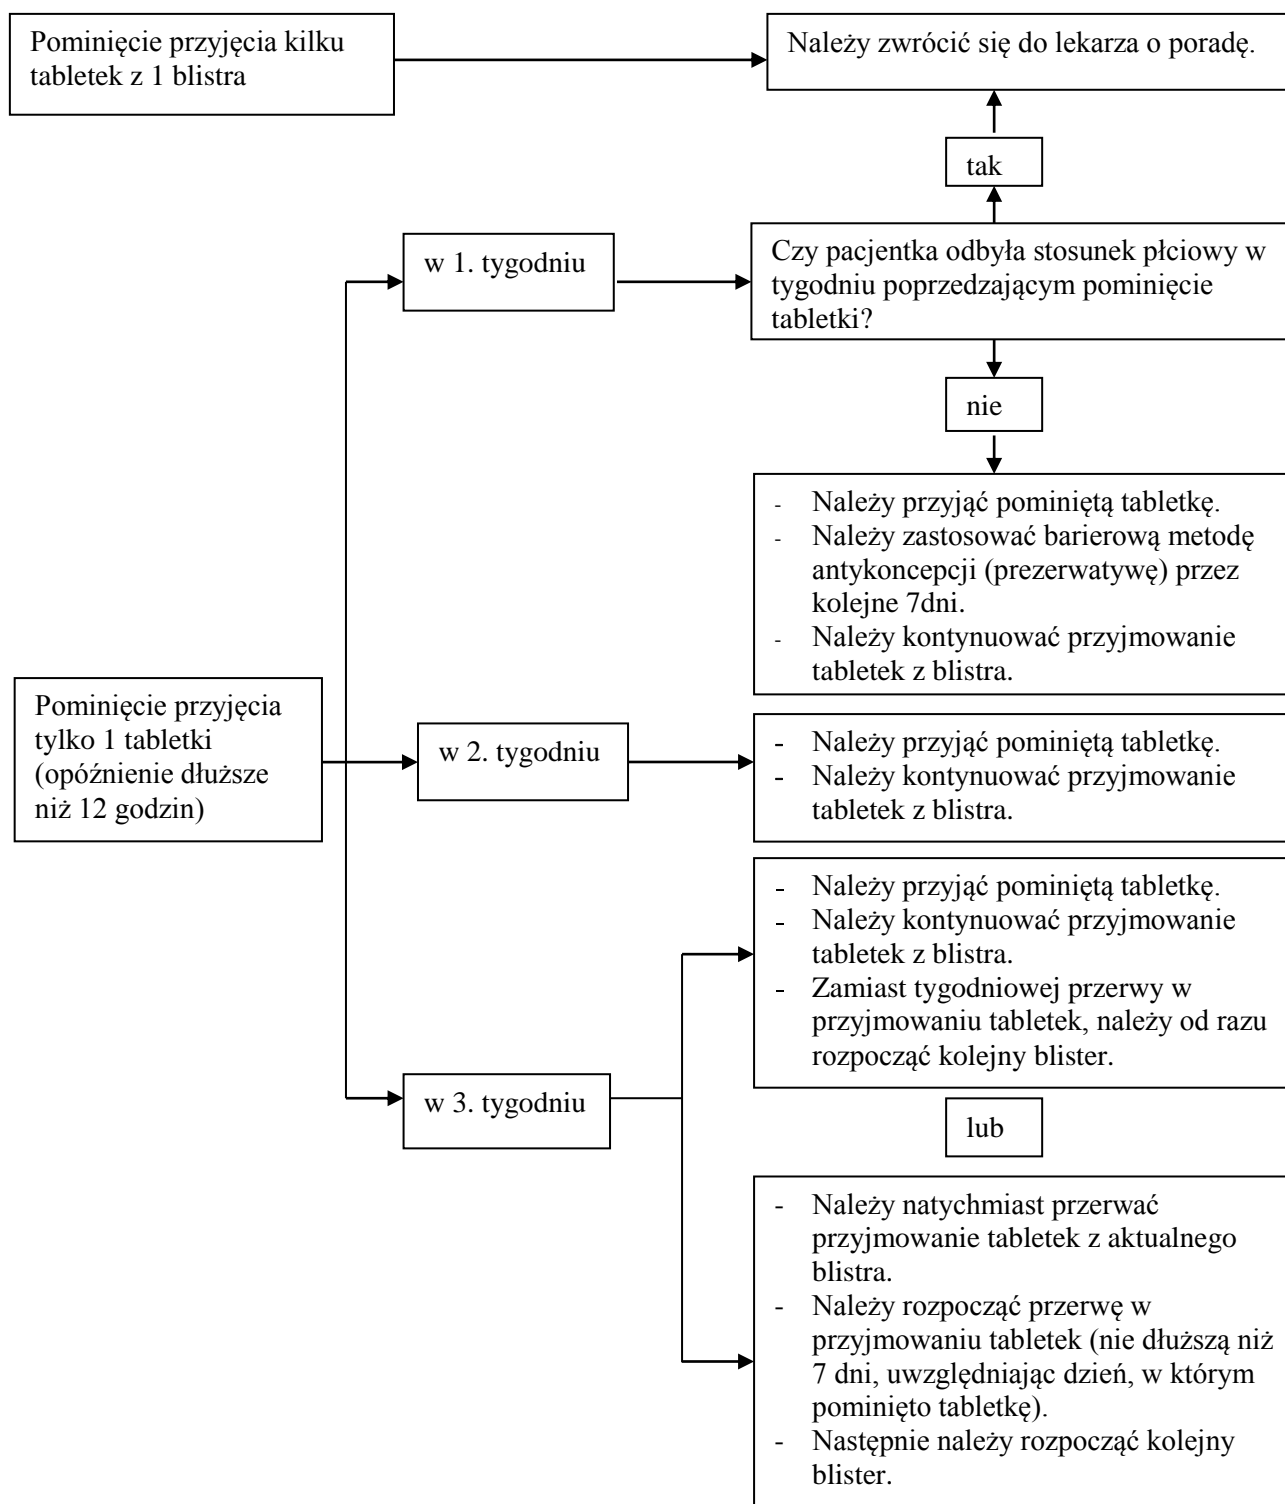 Pominięcie przyjęcia kilku
tabletek z 1 blistra
Należy zwrócić się do lekarza o poradę.
tak
w 1. tygodniu
Czy pacjentka odbyła stosunek płciowy w
tygodniu poprzedzającym pominięcie
tabletki?
nie
- Należy przyjąć pominiętą tabletkę.
- Należy zastosować barierową metodę
antykoncepcji (prezerwatywę) przez
kolejne 7dni.
- Należy kontynuować przyjmowanie
tabletek z blistra.
Pominięcie przyjęcia
tylko 1 tabletki
(opóźnienie dłuższe
niż 12 godzin)
w 2. tygodniu
- Należy przyjąć pominiętą tabletkę.
- Należy kontynuować przyjmowanie
tabletek z blistra.
- Należy przyjąć pominiętą tabletkę.
- Należy kontynuować przyjmowanie
tabletek z blistra.
- Zamiast tygodniowej przerwy w
przyjmowaniu tabletek, należy od razu
rozpocząć kolejny blister.
w 3. tygodniu
lub
- Należy natychmiast przerwać
przyjmowanie tabletek z aktualnego
blistra.
- Należy rozpocząć przerwę w
przyjmowaniu tabletek (nie dłuższą niż
7 dni, uwzględniając dzień, w którym
pominięto tabletkę).
- Następnie należy rozpocząć kolejny
blister.